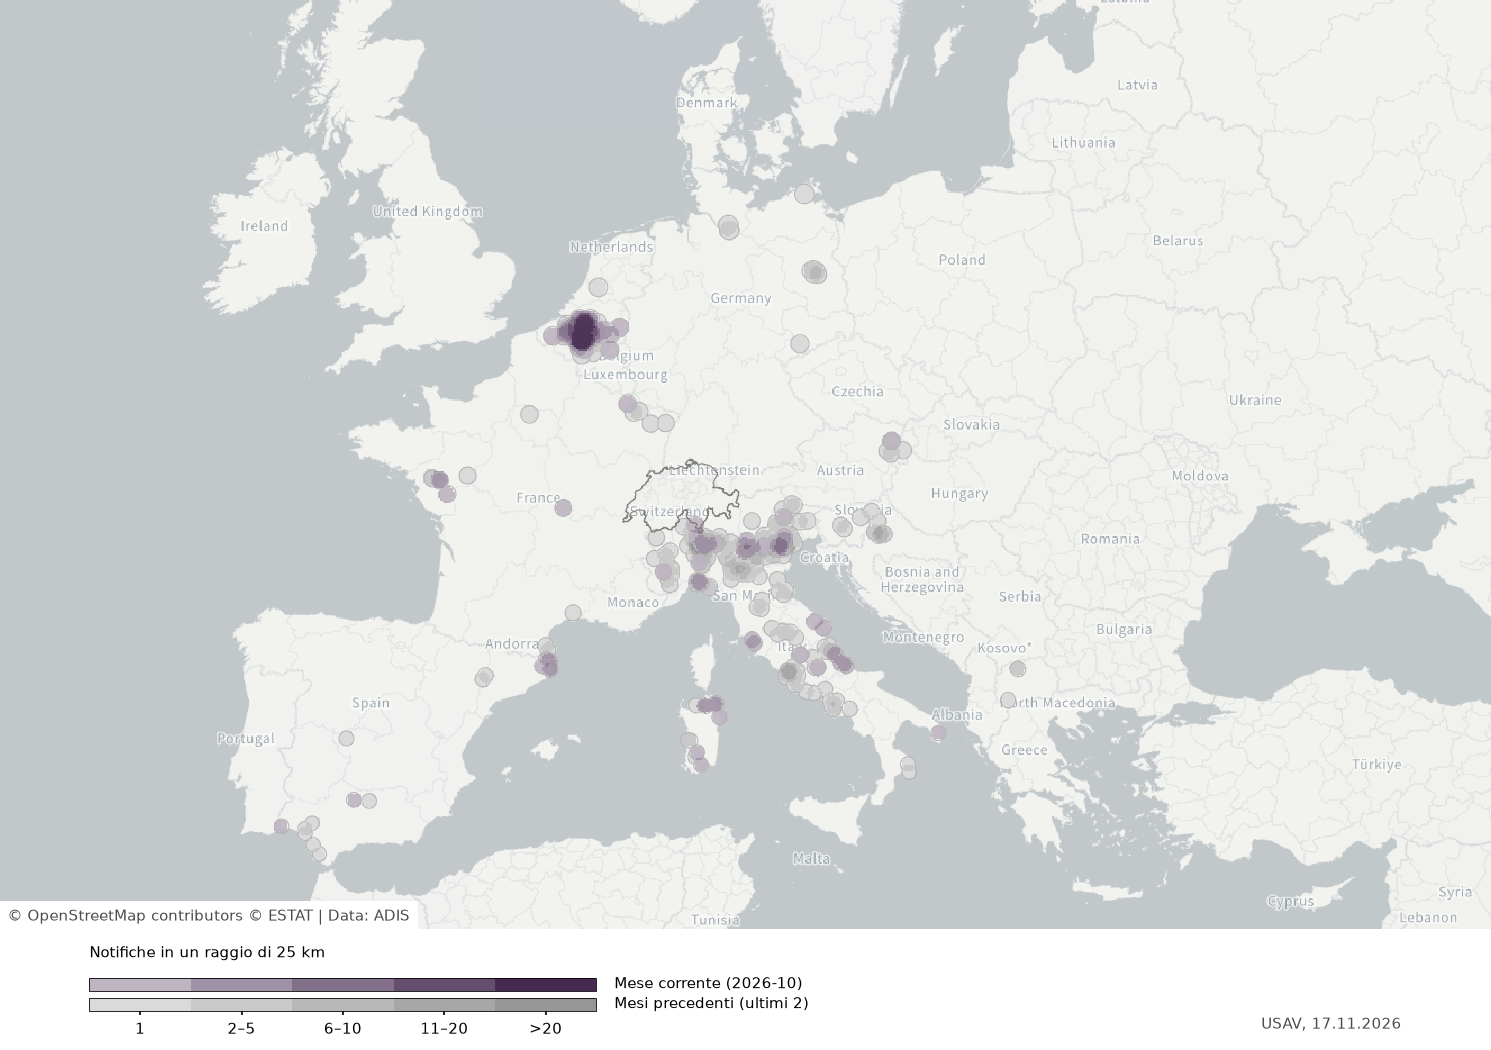 Estonia
Latvia
Denmark
Lithuania
United Kingdom
Ireland
Belarus
Netherlands
Poland
Germany
Belgium
Luxembourg
Czechia
Ukraine
Slovakia
Liechtenstein
Austria
Moldova
Hungary
France
Switzerland
Slovenia
Romania
Croatia
Bosnia and
Herzegovina
Serbia
Monaco
San Marino
Bulgaria
Montenegro
Kosovo*
Andorra
Italy
Spain
North Macedonia
Albania
Portugal
Greece
Türkiye
Malta
Syria
Cyprus
Lebanon
Tunisia
© OpenStreetMap contributors © ESTAT | Data: ADIS
Notifiche in un raggio di 25 km
Mese corrente (2026-10)
Mesi precedenti (ultimi 2)
1 2–5 6–10 11–20 >20
USAV, 17.11.2026